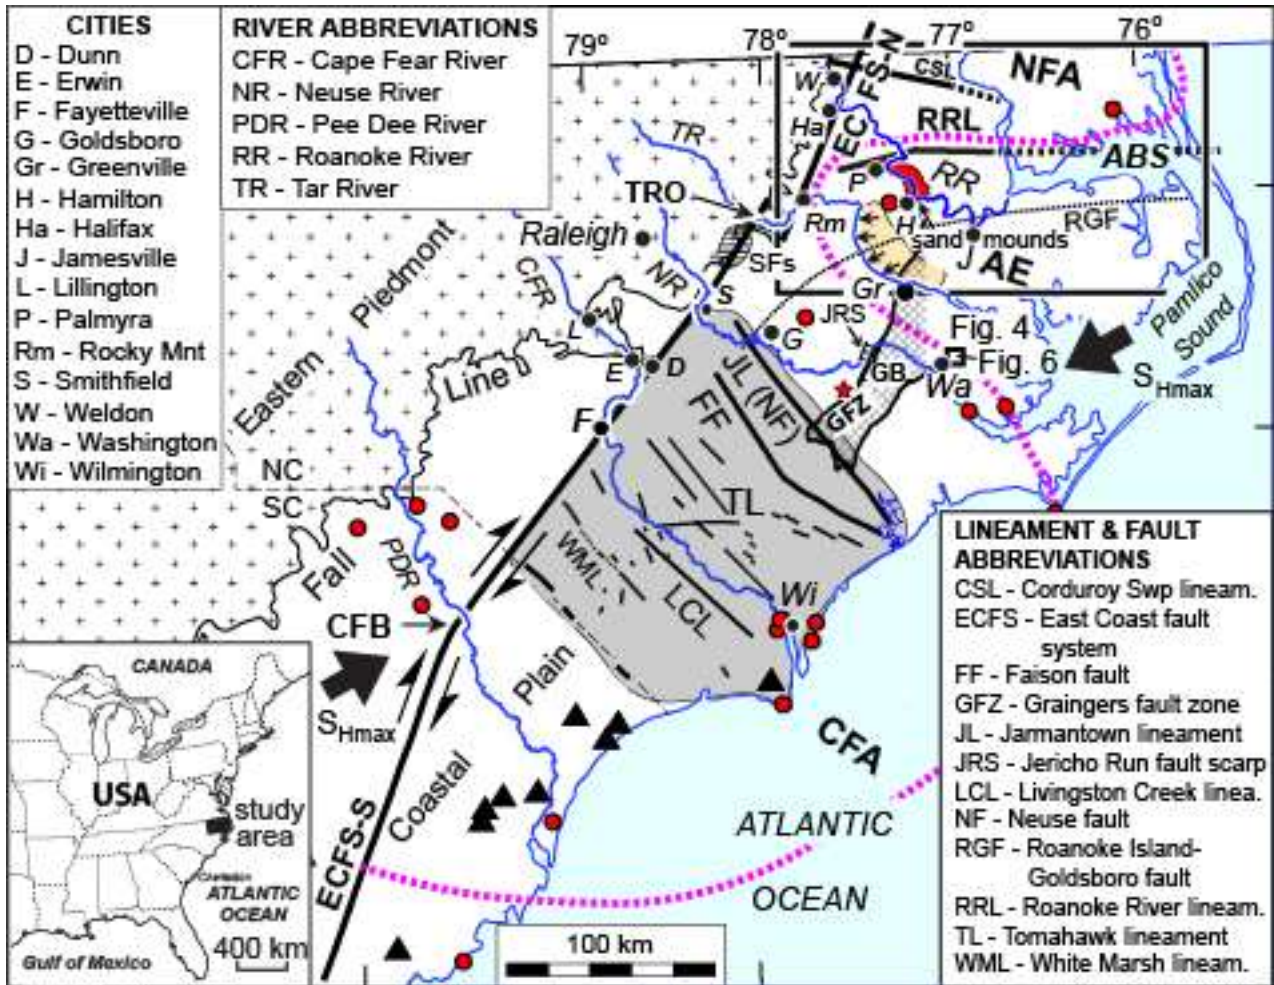 CITIES
D - Dunn
E - Erwin
F - Fayetteville
G - Goldsboro
Gr - Greenville
H - Hamilton
Ha - Halifax
J - Jamesville
L - Lillington
P - Palmyra
Rm - Rocky Mnt
S - Smithfield
W - Weldon
Wa - Washington
Wi - Wilmington
RIVER ABBREVIATIONS
CFR - Cape Fear River
NR - Neuse River
PDR - Pee Dee River
RR - Roanoke River
TR - Tar River
79º
78º
77º
76º
W
ECFS-N
CSL
NFA
Ha
RRL
TR
ABS
P
RR
TRO
Rm
H
RGF
Raleigh
sand mounds
SFs
J
AE
Piedmont
Eastern
CFR
NR
S
Gr
JRS
Pamlico
Sound
L
G
Fig. 4
Fig. 6
E
D
Line
JL (NF)
GB
Wa
SHmax
FF
GFZ
F
NC
SC
TL
Fall
PDR
WML
LCL
Wi
CFB
Plain
SHmax
CFA
Coastal
ECFS-S
ATLANTIC
OCEAN
100 km
CANADA
USA
study
area
Charleston
ATLANTIC
OCEAN
400 km
Gulf of Mexico
LINEAMENT & FAULT
ABBREVIATIONS
CSL - Corduroy Swp lineam.
ECFS - East Coast fault
system
FF - Faison fault
GFZ - Graingers fault zone
JL - Jarmantown lineament
JRS - Jericho Run fault scarp
LCL - Livingston Creek linea.
NF - Neuse fault
RGF - Roanoke Island-
Goldsboro fault
RRL - Roanoke River lineam.
TL - Tomahawk lineament
WML - White Marsh lineam.